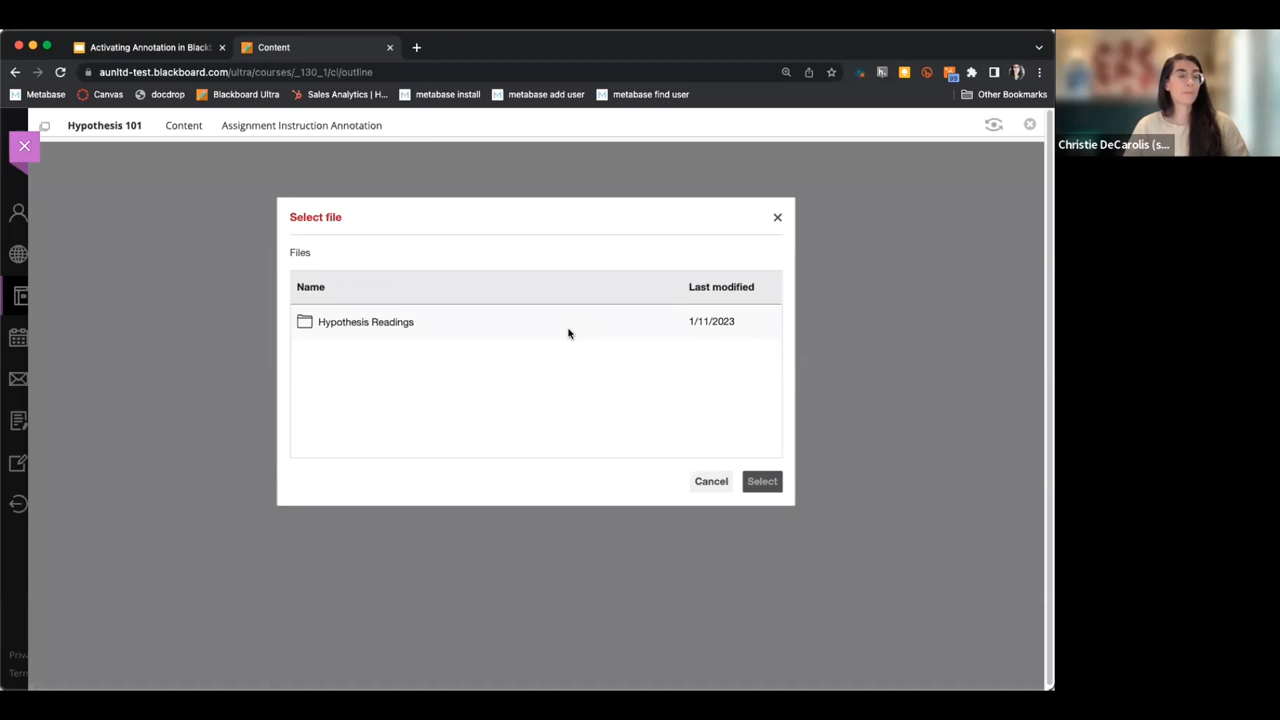 Activating Annotation in Black
Content
aunltd-test.blackboard.com/ultra/courses/_130_1/cl/outline
Metabase
Canvas
docdrop
Blackboard Ultra
Sales Analytics | H...
metabase install
metabase add user
metabase find user
Other Bookmarks
Hypothesis 101
Content
Assignment Instruction Annotation
Christie DeCarolis (s...
Select file
Files
Name
Last modified
Hypothesis Readings
1/11/2023
Cancel
Select
Priva
Term